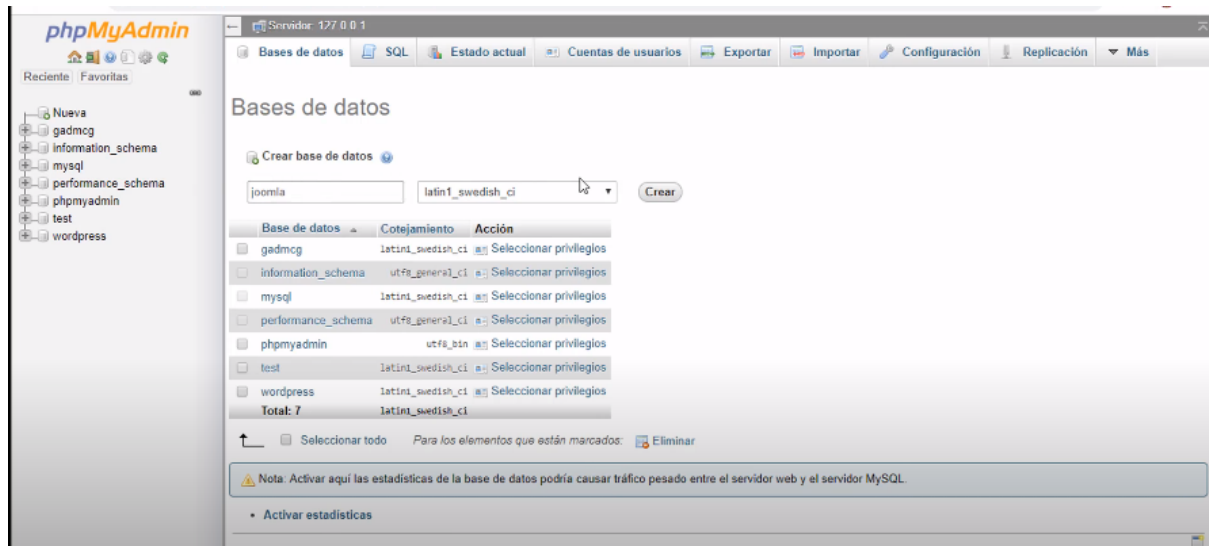 phpMyAdmin
Reciente Favoritas
Nueva
gadmcg
information_schema
mysql
performance_schema
phpmyadmin
test
wordpress
Servidor: 127.0.0.1
Bases de datos SQL Estado actual Cuentas de usuarios Exportar Importar Configuración Replicación Más
Bases de datos
Crear base de datos
joomla latin1_swedish_ci Crear
Base de datos Cotejamiento Acción
gadmcg latin1_swedish_ci Seleccionar privilegios
information_schema utf8_general_ci Seleccionar privilegios
mysql latin1_swedish_ci Seleccionar privilegios
performance_schema utf8_general_ci Seleccionar privilegios
phpmyadmin utf8_bin Seleccionar privilegios
test latin1_swedish_ci Seleccionar privilegios
wordpress latin1_swedish_ci Seleccionar privilegios
Total: 7 latin1_swedish_ci
Seleccionar todo Para los elementos que están marcados: Eliminar
Nota: Activar aquí las estadísticas de la base de datos podría causar tráfico pesado entre el servidor web y el servidor MySQL.
• Activar estadísticas